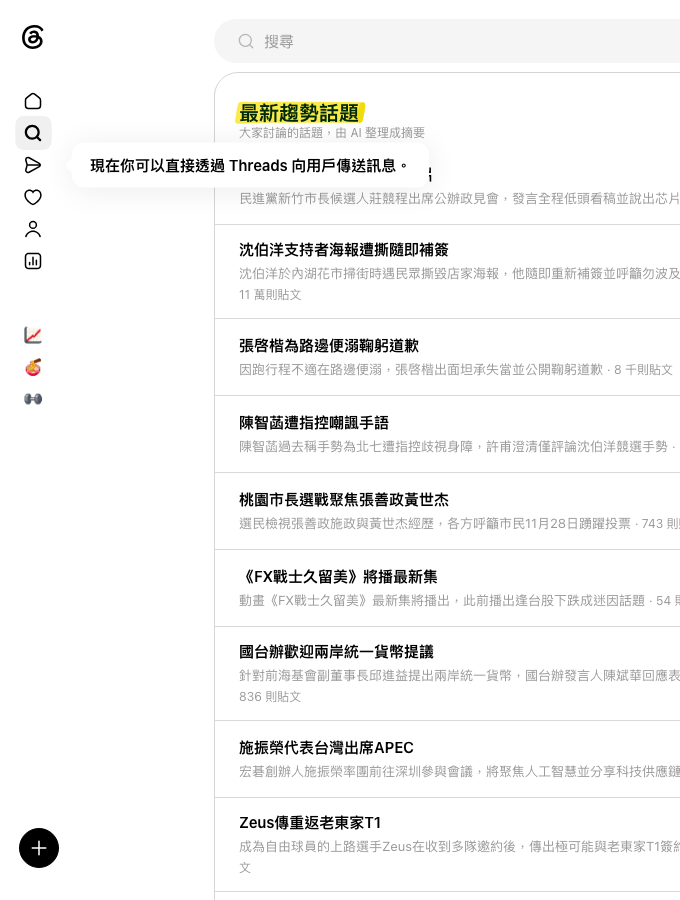 搜尋
最新趨勢話題
大家討論的話題，由 AI 整理成摘要
現在你可以直接透過 Threads 向用戶傳送訊息。
民進黨新竹市長候選人莊競程出席公辦政見會，發言全程低頭看稿並說出芯片
沈伯洋支持者海報遭撕隨即補簽
沈伯洋於內湖花市掃街時遇民眾撕毀店家海報，他隨即重新補簽並呼籲勿波及
11 萬則貼文
張啓楷為路邊便溺鞠躬道歉
因跑行程不適在路邊便溺，張啓楷出面坦承失當並公開鞠躬道歉 · 8 千則貼文
陳智菡遭指控嘲諷手語
陳智菡過去稱手勢為北七遭指控歧視身障，許甫澄清僅評論沈伯洋競選手勢 ·
桃園市長選戰聚焦張善政黃世杰
選民檢視張善政施政與黃世杰經歷，各方呼籲市民11月28日踴躍投票 · 743 則
《FX戰士久留美》將播最新集
動畫《FX戰士久留美》最新集將播出，此前播出逢台股下跌成迷因話題 · 54
國台辦歡迎兩岸統一貨幣提議
針對前海基會副董事長邱進益提出兩岸統一貨幣，國台辦發言人陳斌華回應表
836 則貼文
施振榮代表台灣出席APEC
宏碁創辦人施振榮率團前往深圳參與會議，將聚焦人工智慧並分享科技供應鏈
Zeus傳重返老東家T1
成為自由球員的上路選手Zeus在收到多隊邀約後，傳出極可能與老東家T1簽約
文